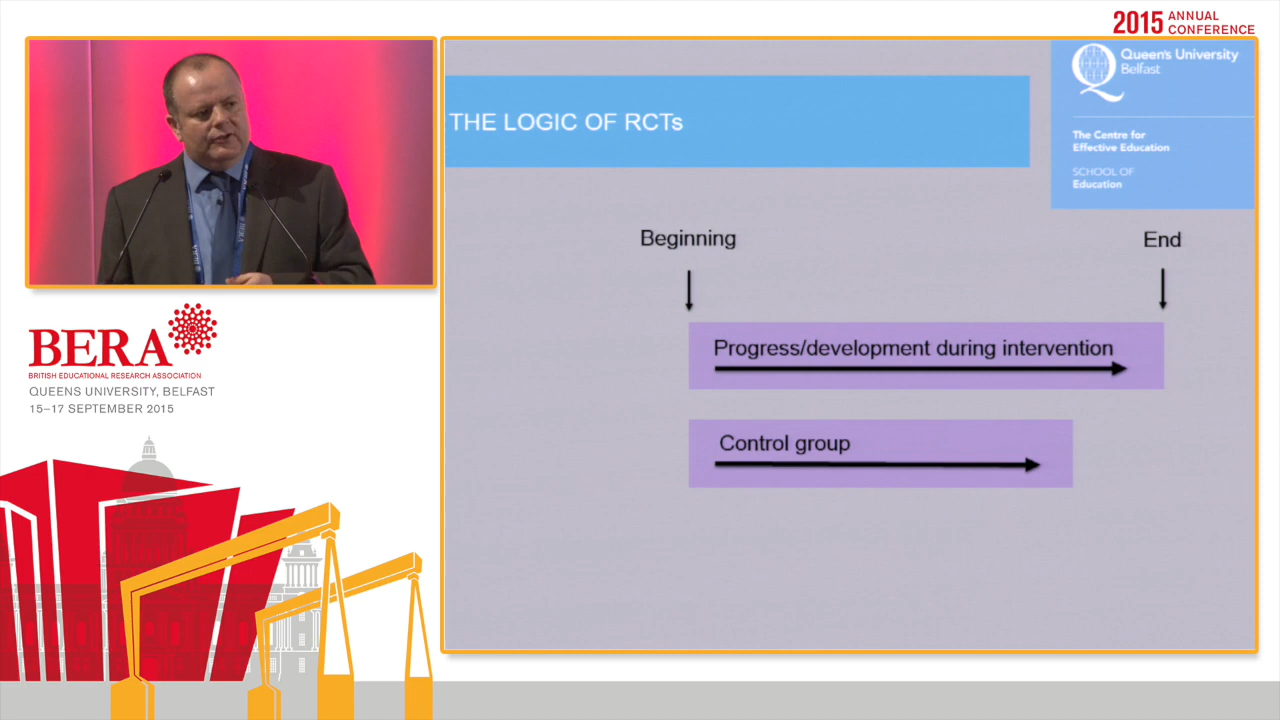 2015 ANNUAL
CONFERENCE
Queen's University
Belfast
The Centre for
Effective Education
SCHOOL OF
Education
THE LOGIC OF RCTs
Beginning
End
Progress/development during intervention
Control group
BERA
BRITISH EDUCATIONAL RESEARCH ASSOCIATION
QUEENS UNIVERSITY, BELFAST
15–17 SEPTEMBER 2015